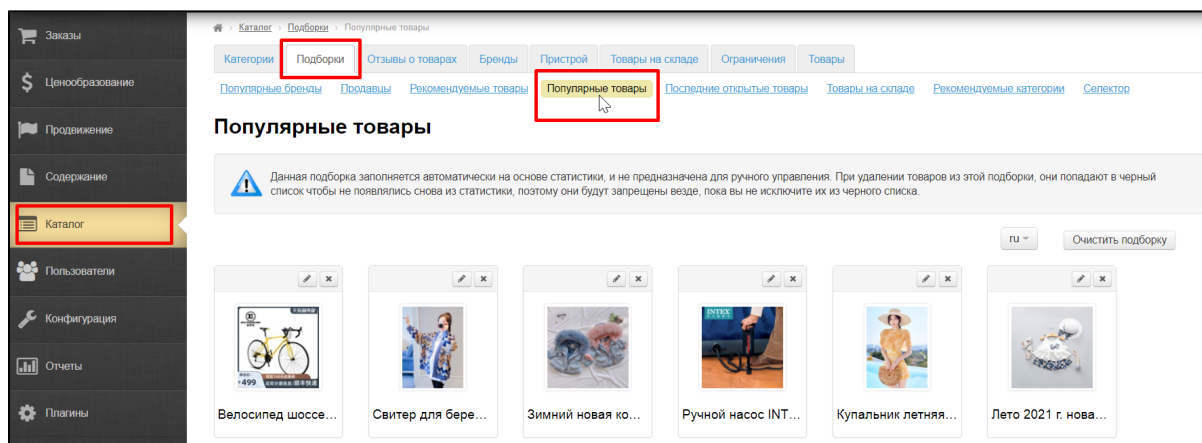 Заказы
Ценообразование
Продвижение
Содержание
Каталог
Пользователи
Конфигурация
Отчеты
Плагины
Каталог Подборки Популярные товары
Категории Подборки Отзывы о товарах Бренды Пристрой Товары на складе Ограничения Товары
Популярные бренды Продавцы Рекомендуемые товары Популярные товары Последние открытые товары Товары на складе Рекомендуемые категории Селектор
Популярные товары
Данная подборка заполняется автоматически на основе статистики, и не предназначена для ручного управления. При удалении товаров из этой подборки, они попадают в черный
список чтобы не появлялись снова из статистики, поэтому они будут запрещены везде, пока вы не исключите их из черного списка.
ru Очистить подборку
¥499
INTEX
Велосипед шоссе... Свитер для бере... Зимний новая ко... Ручной насос INT... Купальник летняя... Лето 2021 г. нова...